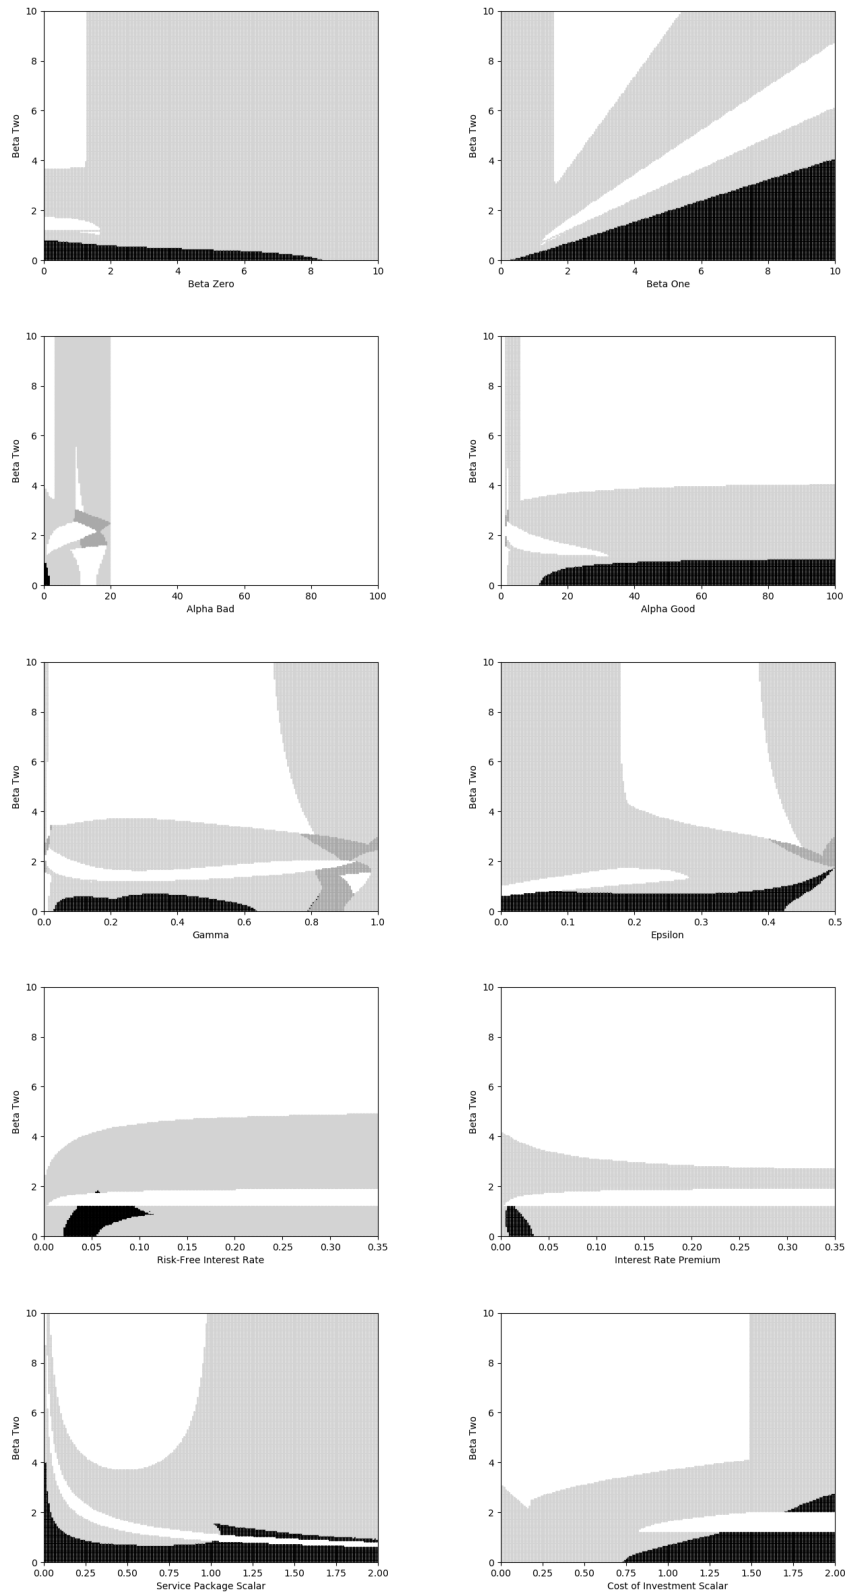 10
8
6
4
2
0
Beta Two
0 2 4 6 8 10
Beta Zero
10
8
6
4
2
0
Beta Two
0 2 4 6 8 10
Beta One
10
8
6
4
2
0
Beta Two
0 20 40 60 80 100
Alpha Bad
10
8
6
4
2
0
Beta Two
0 20 40 60 80 100
Alpha Good
10
8
6
4
2
0
Beta Two
0.0 0.2 0.4 0.6 0.8 1.0
Gamma
10
8
6
4
2
0
Beta Two
0.0 0.1 0.2 0.3 0.4 0.5
Epsilon
10
8
6
4
2
0
Beta Two
0.00 0.05 0.10 0.15 0.20 0.25 0.30 0.35
Risk-Free Interest Rate
10
8
6
4
2
0
Beta Two
0.00 0.05 0.10 0.15 0.20 0.25 0.30 0.35
Interest Rate Premium
10
8
6
4
2
0
Beta Two
0.00 0.25 0.50 0.75 1.00 1.25 1.50 1.75 2.00
Service Package Scalar
10
8
6
4
2
0
Beta Two
0.00 0.25 0.50 0.75 1.00 1.25 1.50 1.75 2.00
Cost of Investment Scalar